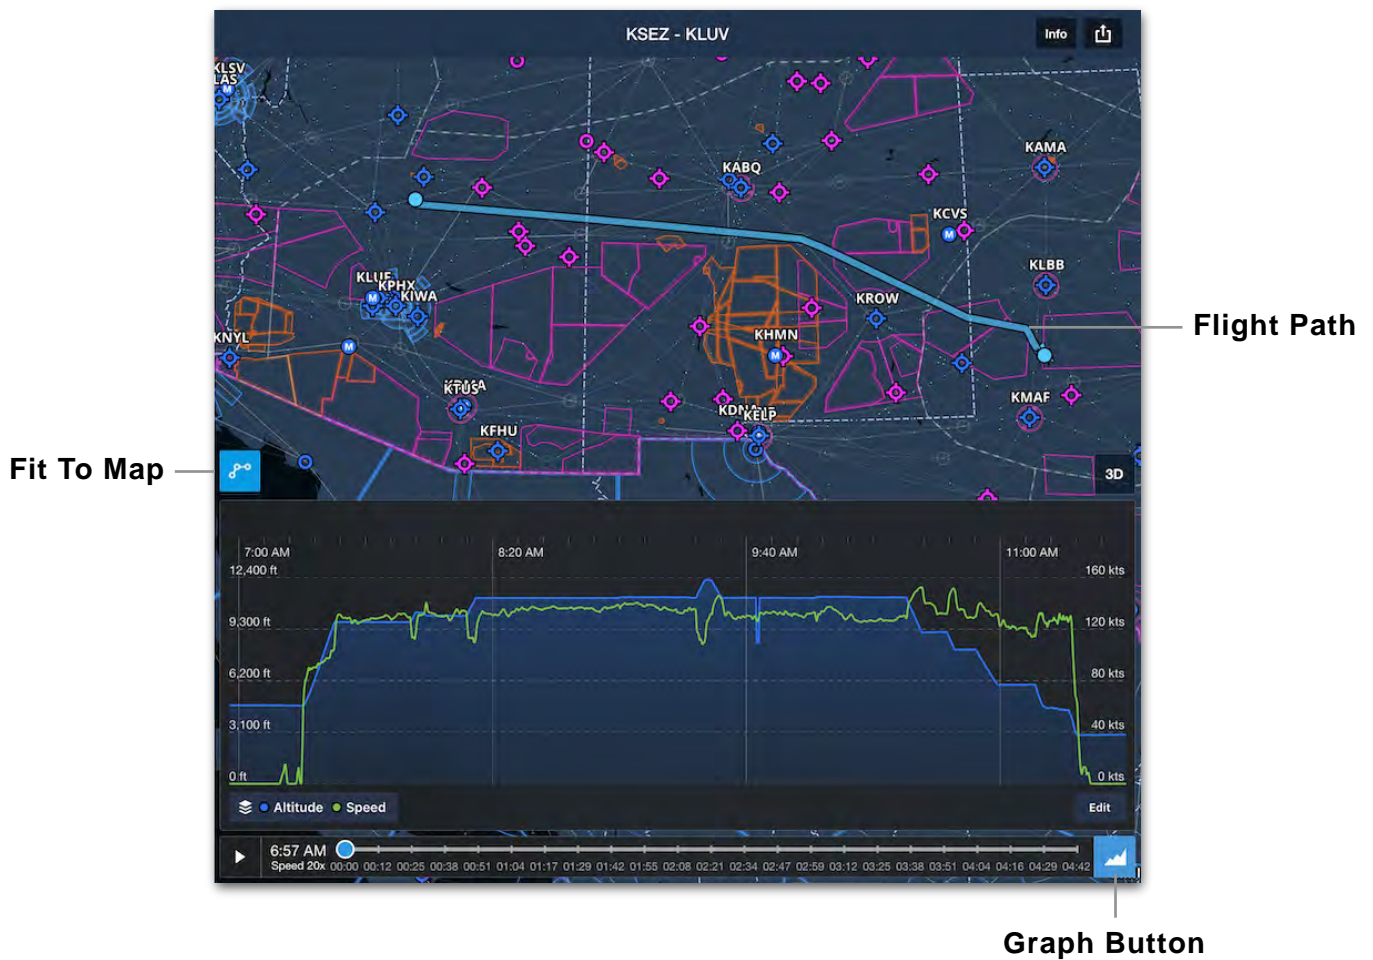 KSEZ - KLUV
Info
KLSV
LAS
KAMA
KABQ
KCVS
KLBB
KLUF
KPHX
KIWA
KROW
Flight Path
KNYL
KHMN
KTUS
KMAF
KELP
KFHU
Fit To Map
3D
7:00 AM 8:20 AM 9:40 AM 11:00 AM
12,400 ft 160 kts
9,300 ft 120 kts
6,200 ft 80 kts
3,100 ft 40 kts
0 ft 0 kts
Altitude Speed Edit
6:57 AM
Speed 20x 00:00 00:12 00:25 00:38 00:51 01:04 01:17 01:29 01:42 01:55 02:08 02:21 02:34 02:47 02:59 03:12 03:25 03:38 03:51 04:04 04:16 04:29 04:42
Graph Button